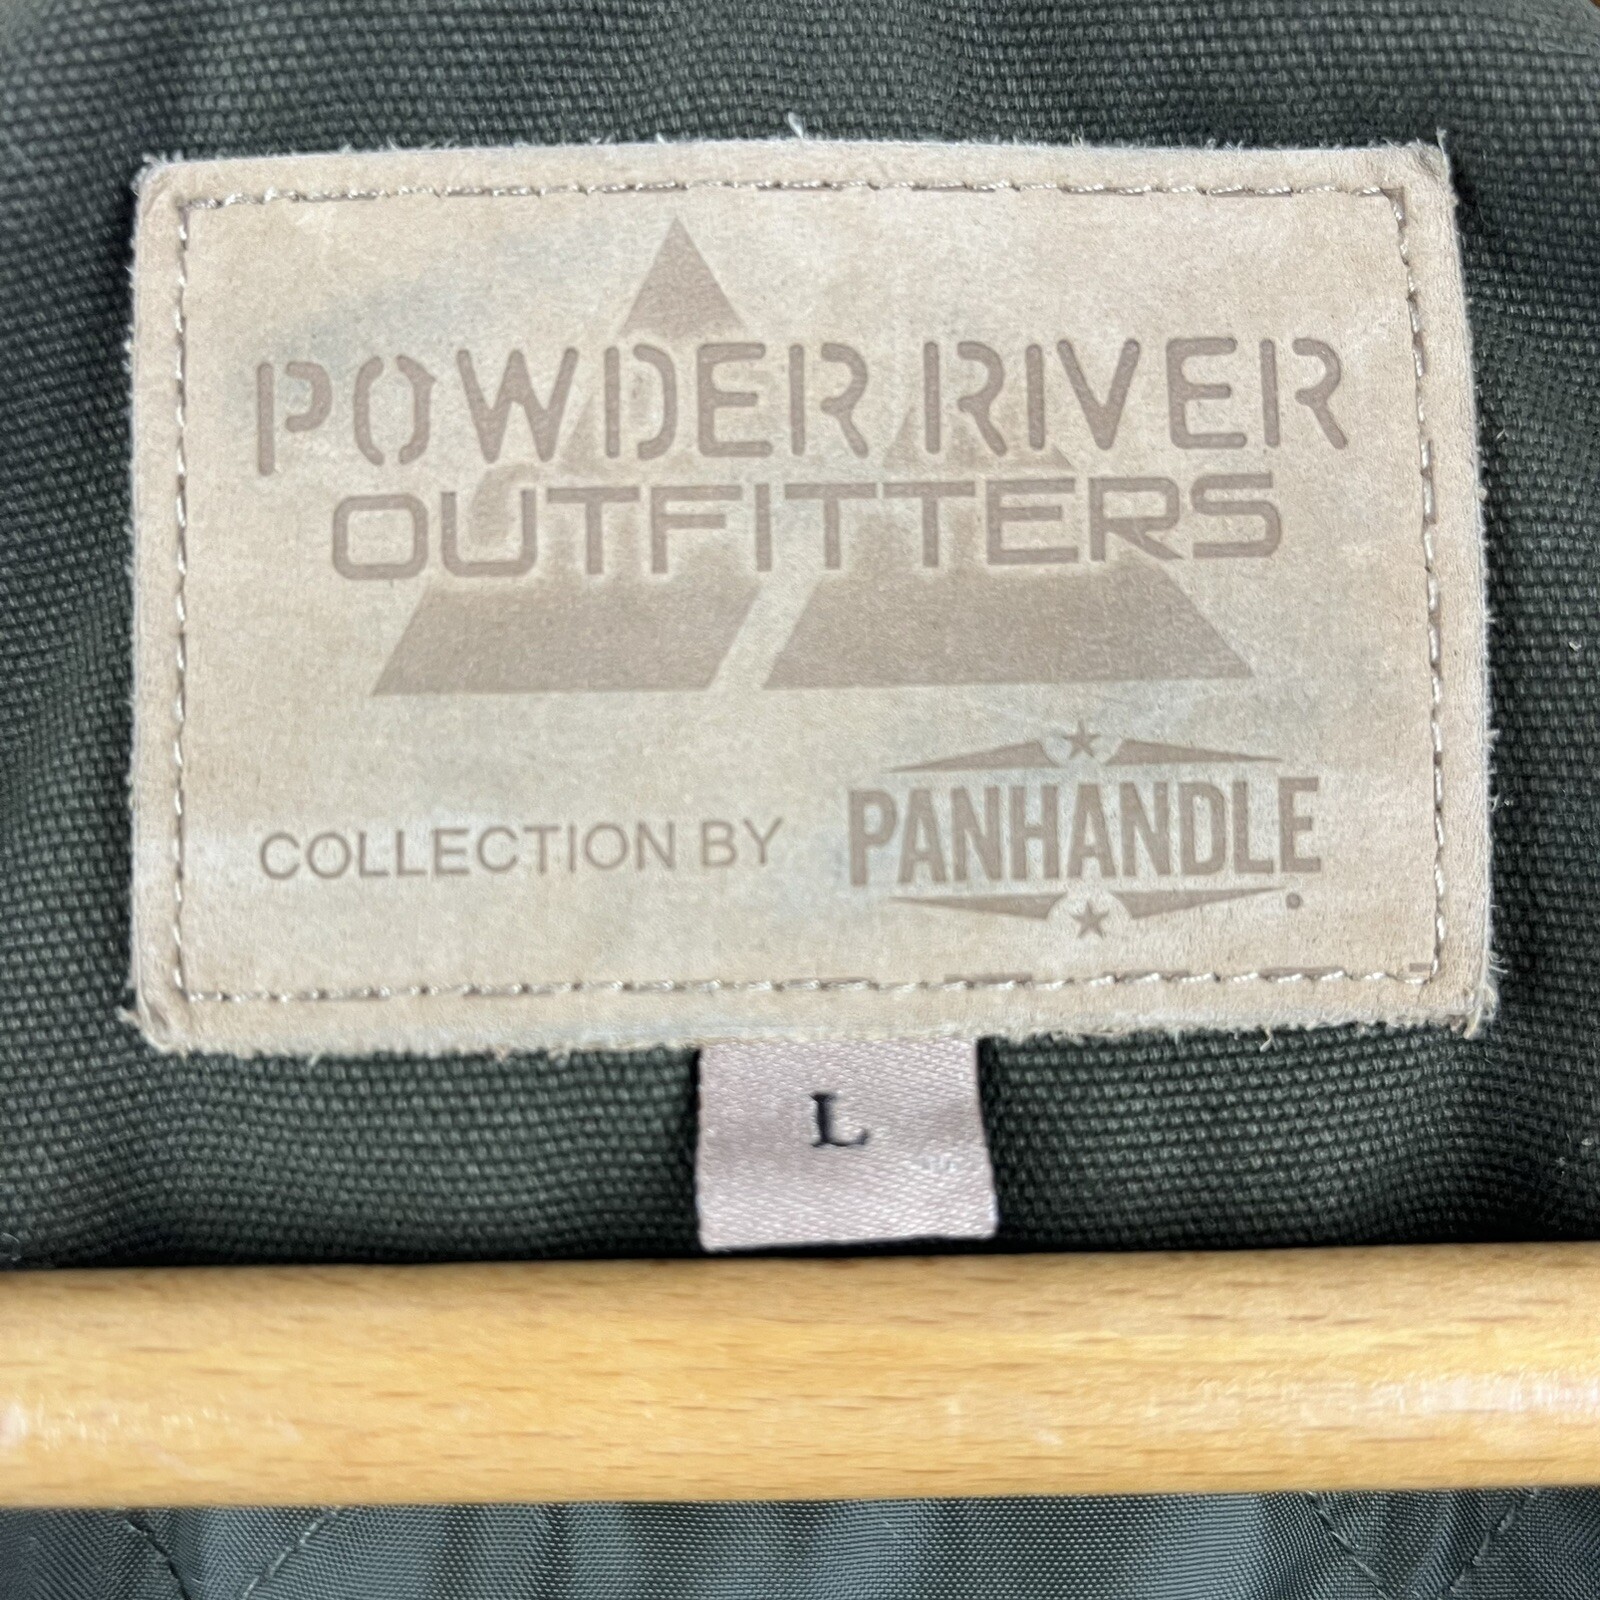 POWDER RIVER
OUTFITTERS
COLLECTION BY PANHANDLE
L